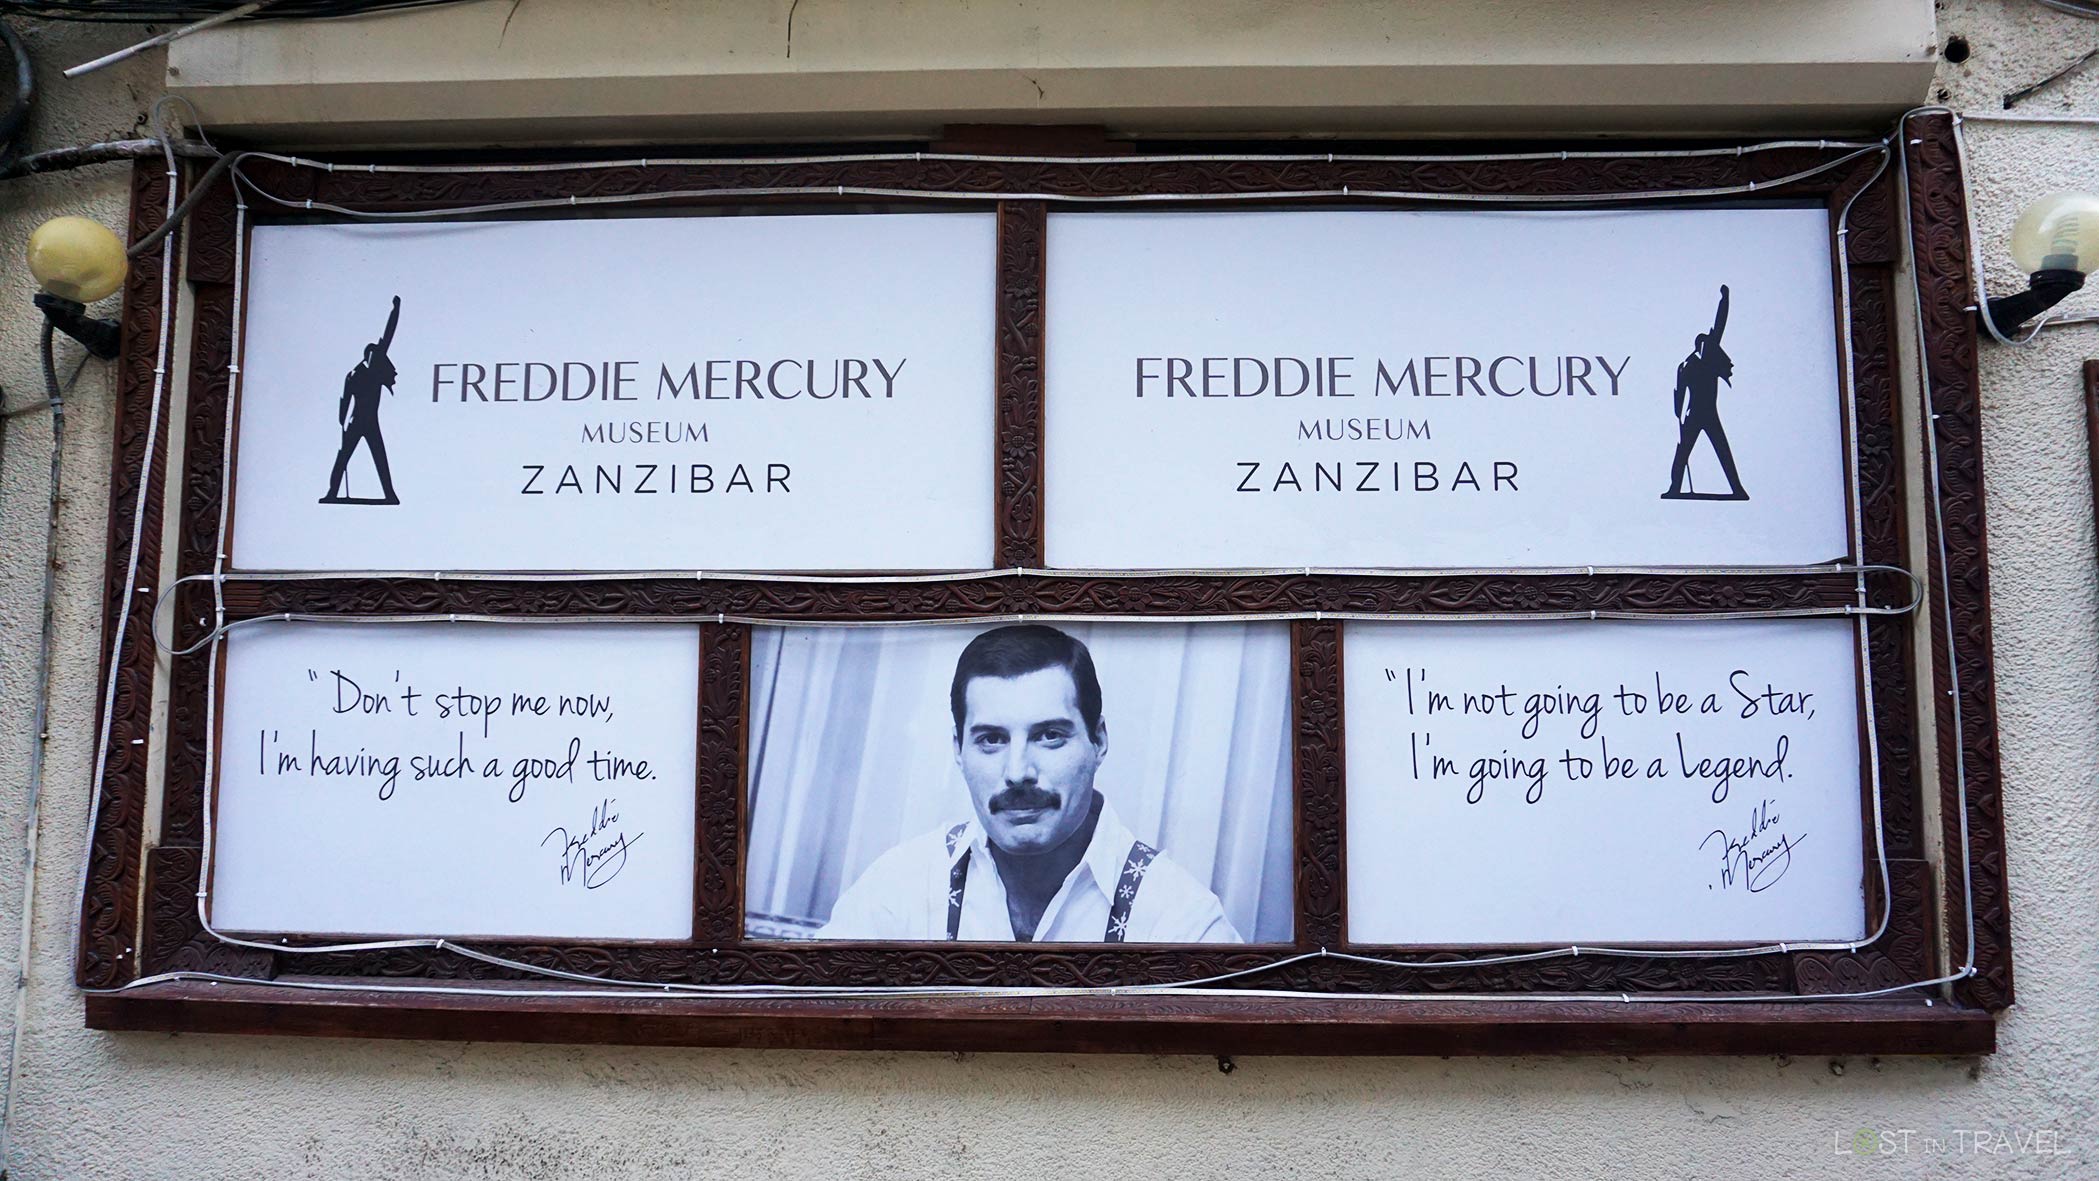 FREDDIE MERCURY
MUSEUM
ZANZIBAR
FREDDIE MERCURY
MUSEUM
ZANZIBAR
"Don't stop me now,
I'm having such a good time.
Freddie
Mercury
"I'm not going to be a Star,
I'm going to be a Legend.
Freddie
Mercury
LOST IN TRAVEL